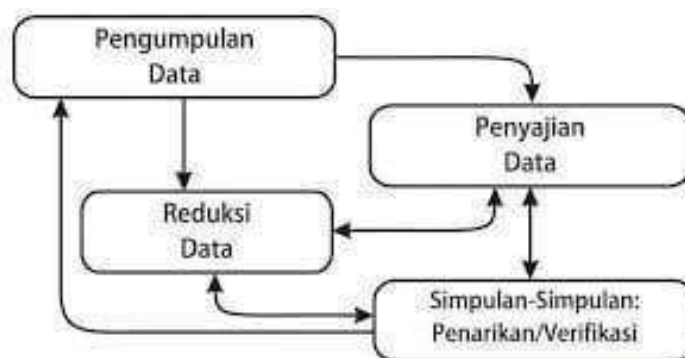 Pengumpulan
Data
Penyajian
Data
Reduksi
Data
Simpulan-Simpulan:
Penarikan/Verifikasi